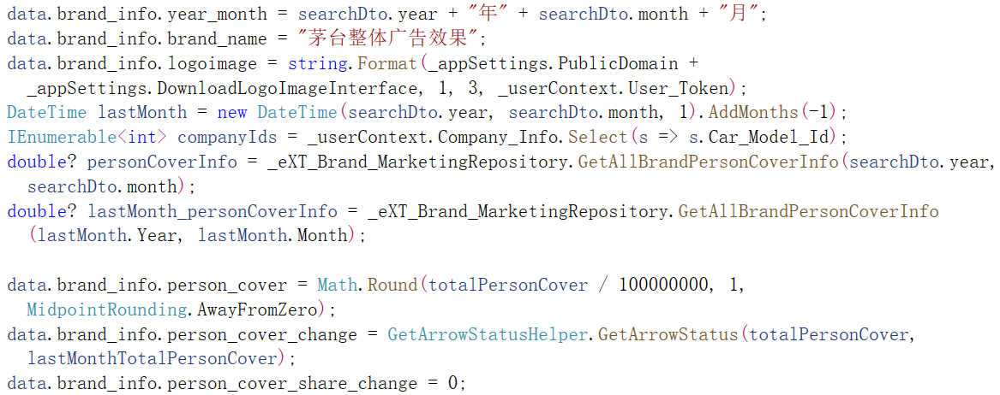 data.brand_info.year_month = searchDto.year + "年" + searchDto.month + "月";
data.brand_info.brand_name = "茅台整体广告效果";
data.brand_info.logoimage = string.Format(_appSettings.PublicDomain +
_appSettings.DownloadLogoImageInterface, 1, 3, _userContext.User_Token);
DateTime lastMonth = new DateTime(searchDto.year, searchDto.month, 1).AddMonths(-1);
IEnumerable<int> companyIds = _userContext.Company_Info.Select(s => s.Car_Model_Id);
double? personCoverInfo = _eXT_Brand_MarketingRepository.GetAllBrandPersonCoverInfo(searchDto.year,
searchDto.month);
double? lastMonth_personCoverInfo = _eXT_Brand_MarketingRepository.GetAllBrandPersonCoverInfo
(lastMonth.Year, lastMonth.Month);
data.brand_info.person_cover = Math.Round(totalPersonCover / 100000000, 1,
MidpointRounding.AwayFromZero);
data.brand_info.person_cover_change = GetArrowStatusHelper.GetArrowStatus(totalPersonCover,
lastMonthTotalPersonCover);
data.brand_info.person_cover_share_change = 0;